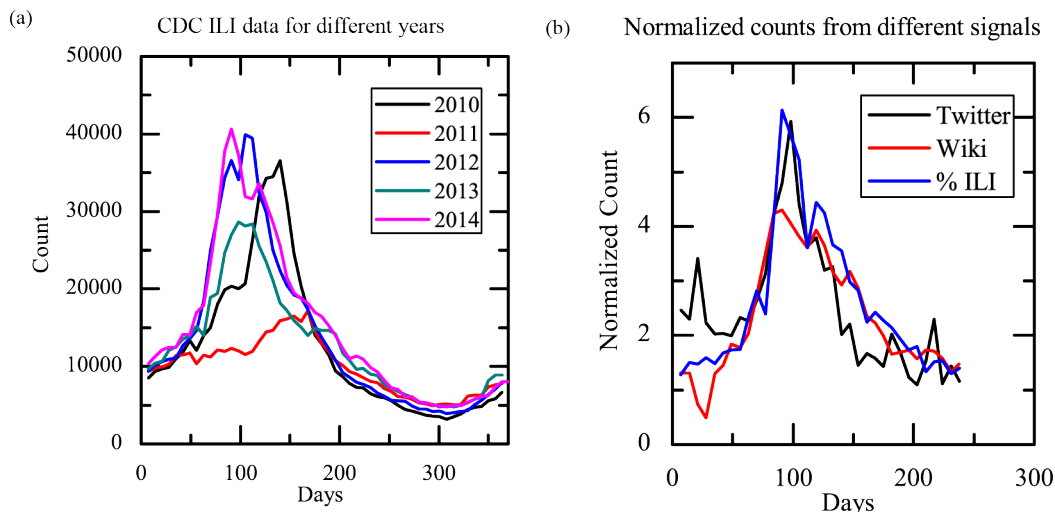 (a)
CDC ILI data for different years
50000
40000
30000
20000
10000
0
Count
0
100
200
300
Days
2010
2011
2012
2013
2014
(b)
Normalized counts from different signals
6
4
2
0
Normalized Count
0
100
200
300
Days
Twitter
Wiki
% ILI